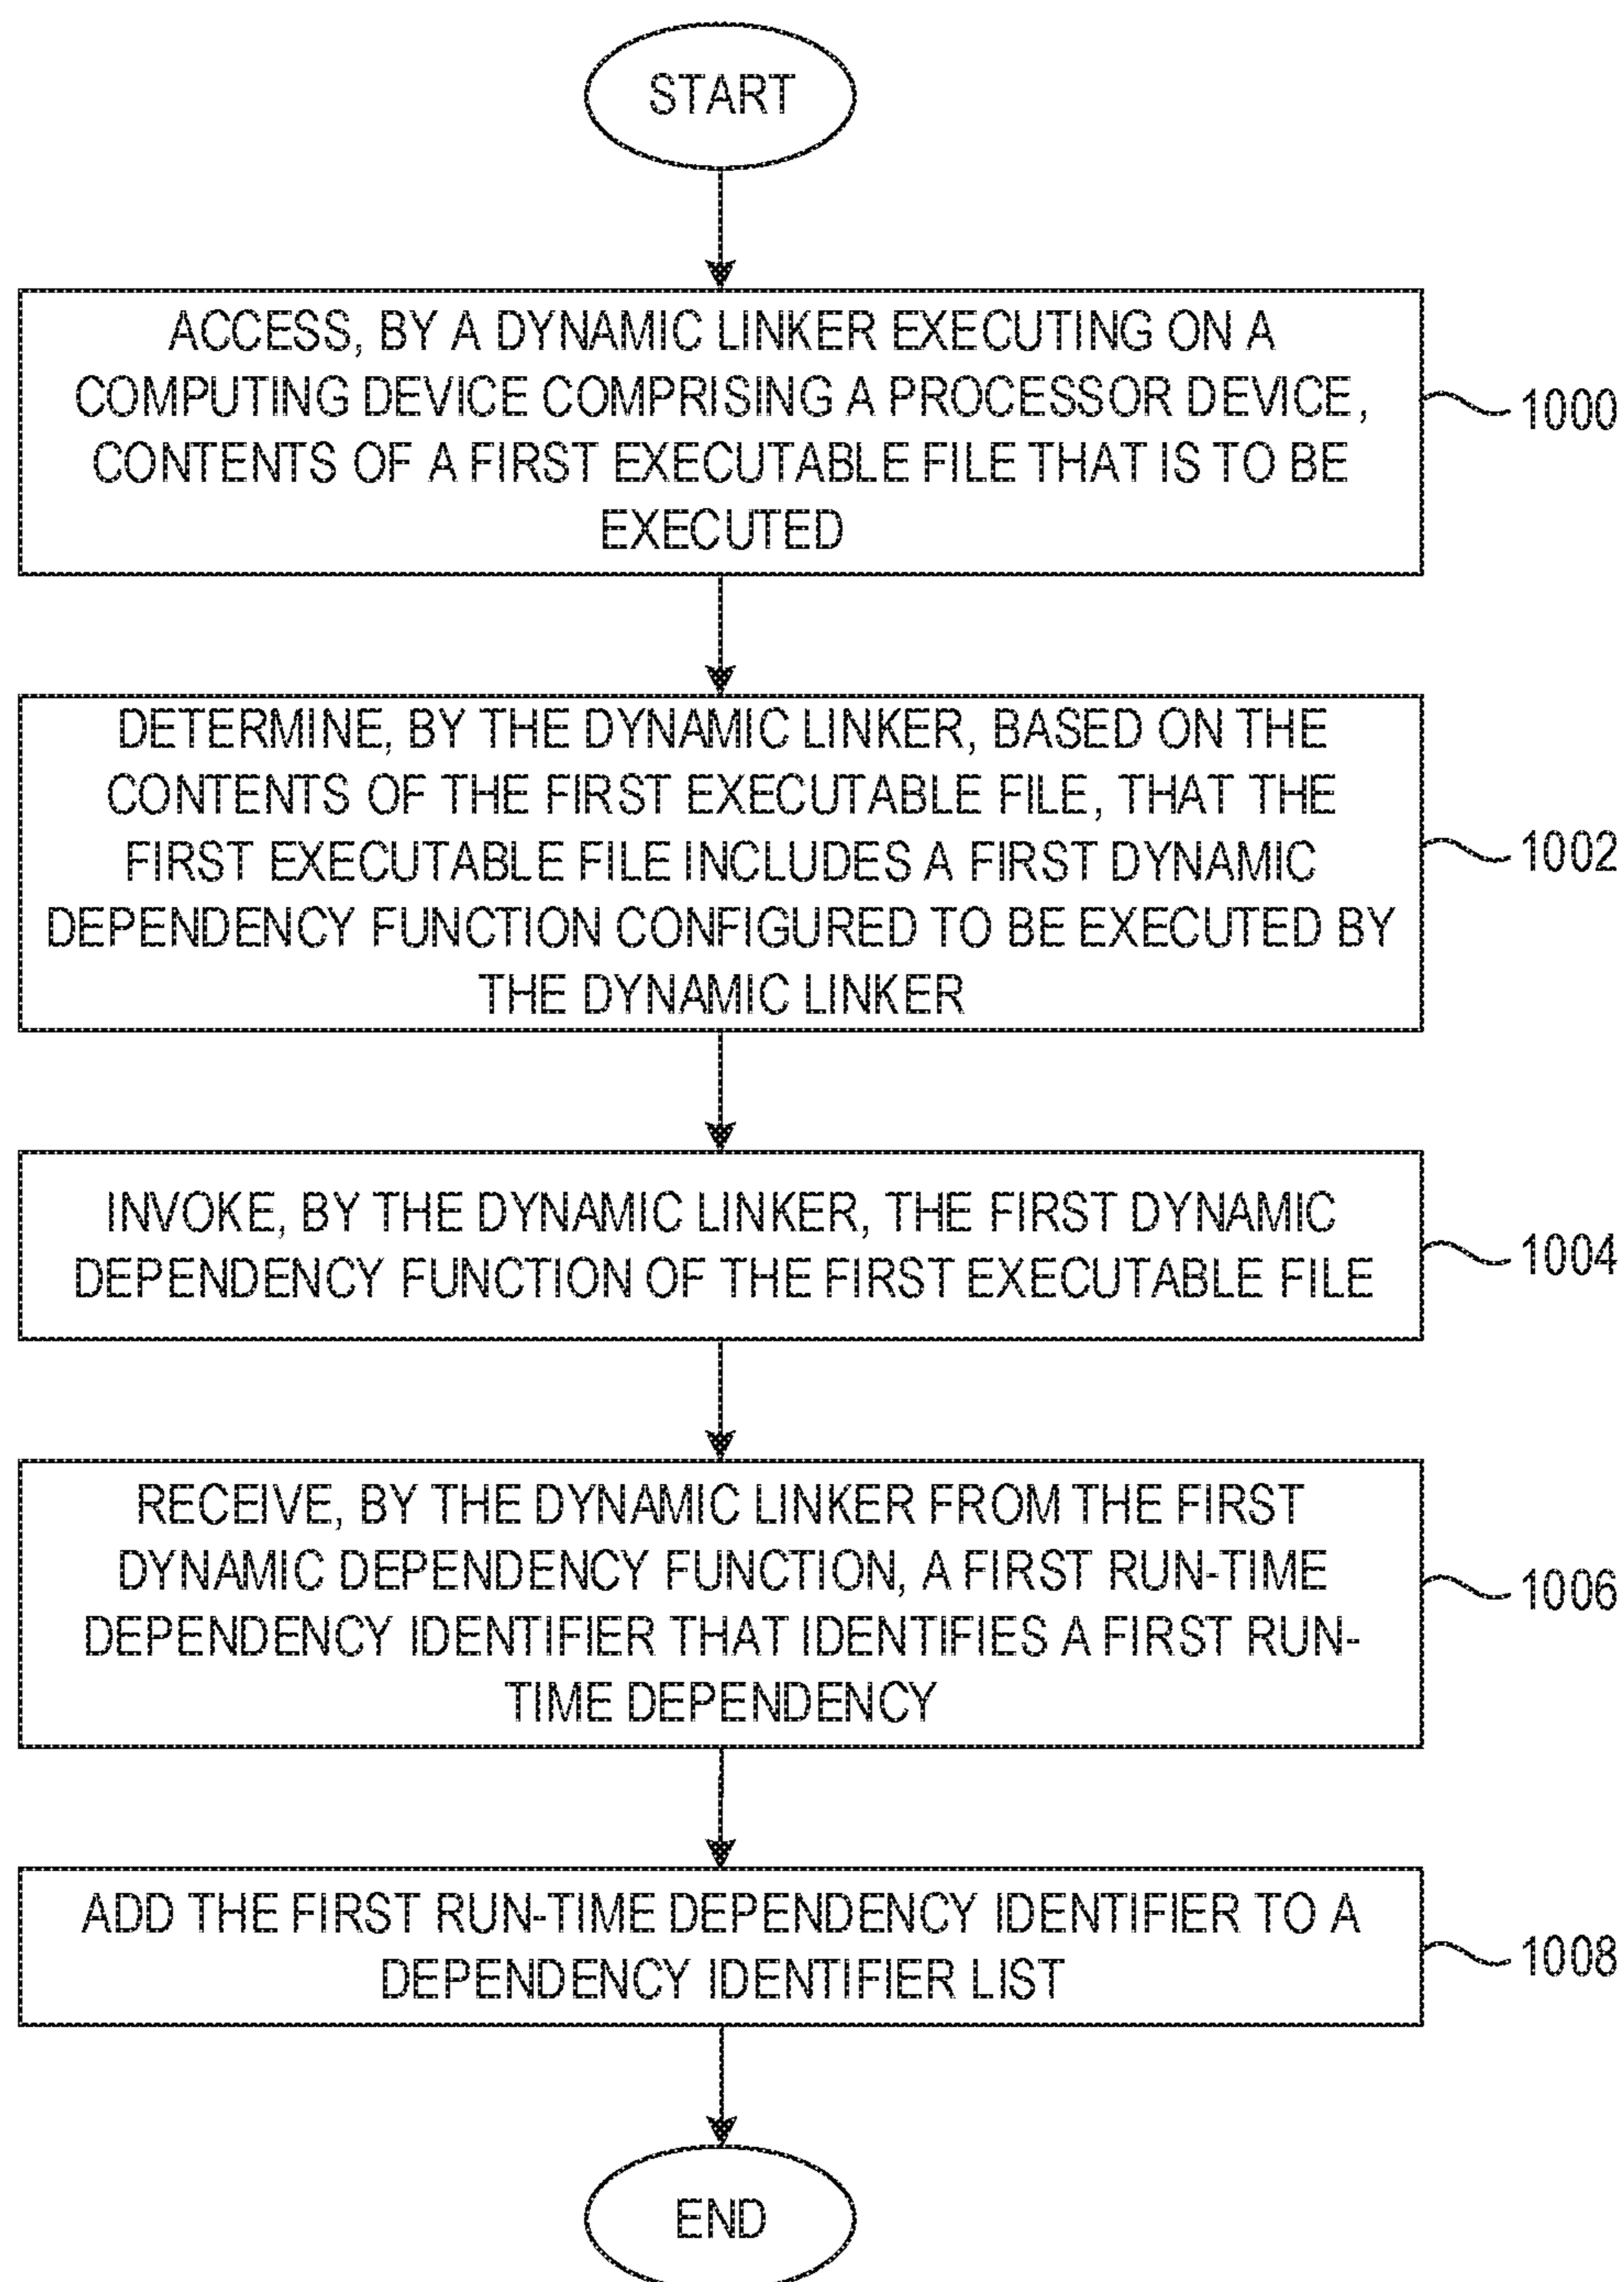 START
ACCESS, BY A DYNAMIC LINKER EXECUTING ON A
COMPUTING DEVICE COMPRISING A PROCESSOR DEVICE,
CONTENTS OF A FIRST EXECUTABLE FILE THAT IS TO BE
EXECUTED
1000
DETERMINE, BY THE DYNAMIC LINKER, BASED ON THE
CONTENTS OF THE FIRST EXECUTABLE FILE, THAT THE
FIRST EXECUTABLE FILE INCLUDES A FIRST DYNAMIC
DEPENDENCY FUNCTION CONFIGURED TO BE EXECUTED BY
THE DYNAMIC LINKER
1002
INVOKE, BY THE DYNAMIC LINKER, THE FIRST DYNAMIC
DEPENDENCY FUNCTION OF THE FIRST EXECUTABLE FILE
1004
RECEIVE, BY THE DYNAMIC LINKER FROM THE FIRST
DYNAMIC DEPENDENCY FUNCTION, A FIRST RUN-TIME
DEPENDENCY IDENTIFIER THAT IDENTIFIES A FIRST RUN-
TIME DEPENDENCY
1006
ADD THE FIRST RUN-TIME DEPENDENCY IDENTIFIER TO A
DEPENDENCY IDENTIFIER LIST
1008
END